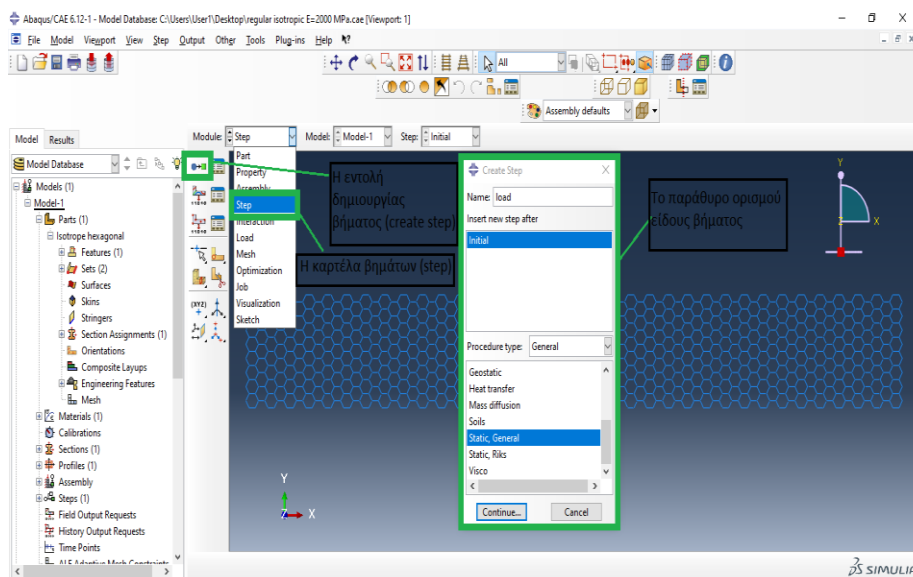 Abaqus/CAE 6.12-1 - Model Database: C:\Users\User1\Desktop\regular isotropic E=2000 MPa.cae [Viewport: 1]
File Model Viewport View Step Output Other Tools Plug-ins Help
All
Assembly defaults
Model Results
Module: Step Model: Model-1 Step: Initial
Model Database
Models (1)
Model-1
Parts (1)
Isotrope hexagonal
Features (1)
Sets (2)
Surfaces
Skins
Stringers
Section Assignments (1)
Orientations
Composite Layups
Engineering Features
Mesh
Materials (1)
Calibrations
Sections (1)
Profiles (1)
Assembly
Steps (1)
Field Output Requests
History Output Requests
Time Points
ALE Adaptive Mesh Constraints
Part
Property
Assembly
Step
Interaction
Load
Mesh
Optimization
Job
Visualization
Sketch
(XYZ)
Η εντολή
δημιουργίας
βήματος (create step)
Η καρτέλα βημάτων (step)
Create Step
Name: load
Insert new step after
Initial
Procedure type: General
Geostatic
Heat transfer
Mass diffusion
Soils
Static, General
Static, Riks
Visco
Continue... Cancel
Το παράθυρο ορισμού
είδους βήματος
Y
X
Z
Y
Z X
SIMULIA